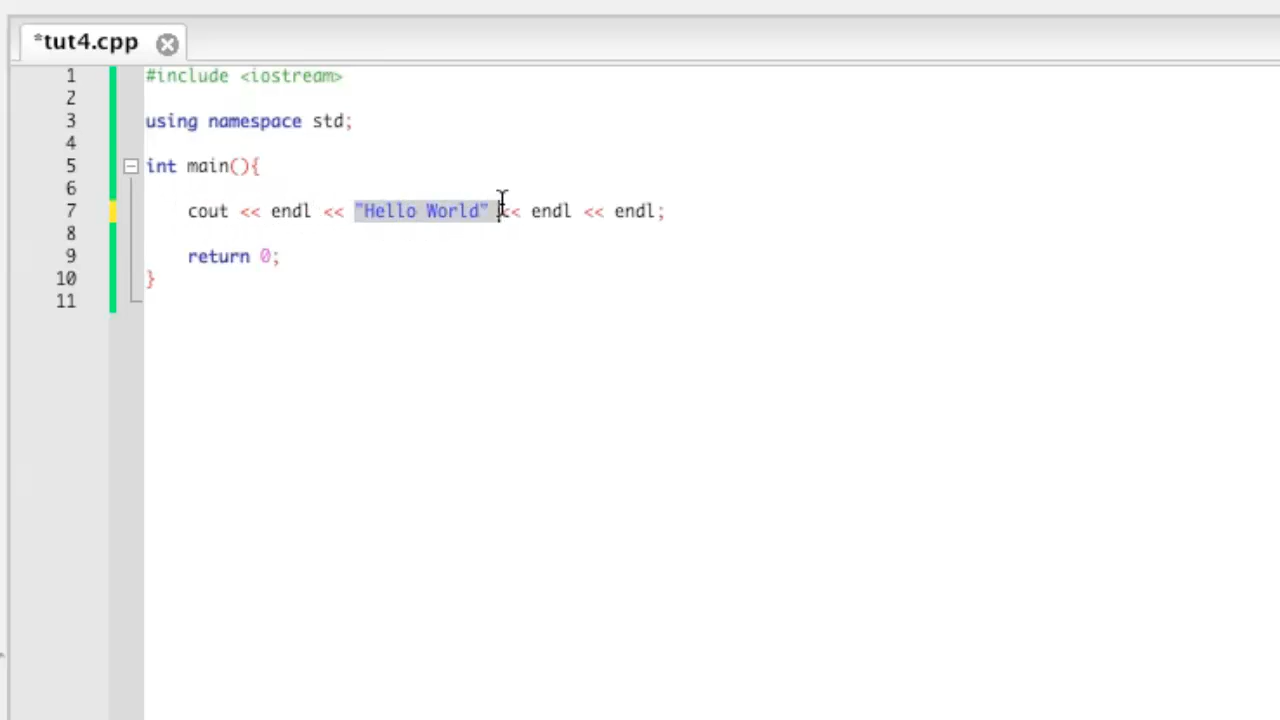 *tut4.cpp
1 #include <iostream>
2
3 using namespace std;
4
5 int main(){
6
7 cout << endl << "Hello World" << endl << endl;
8
9 return 0;
10 }
11